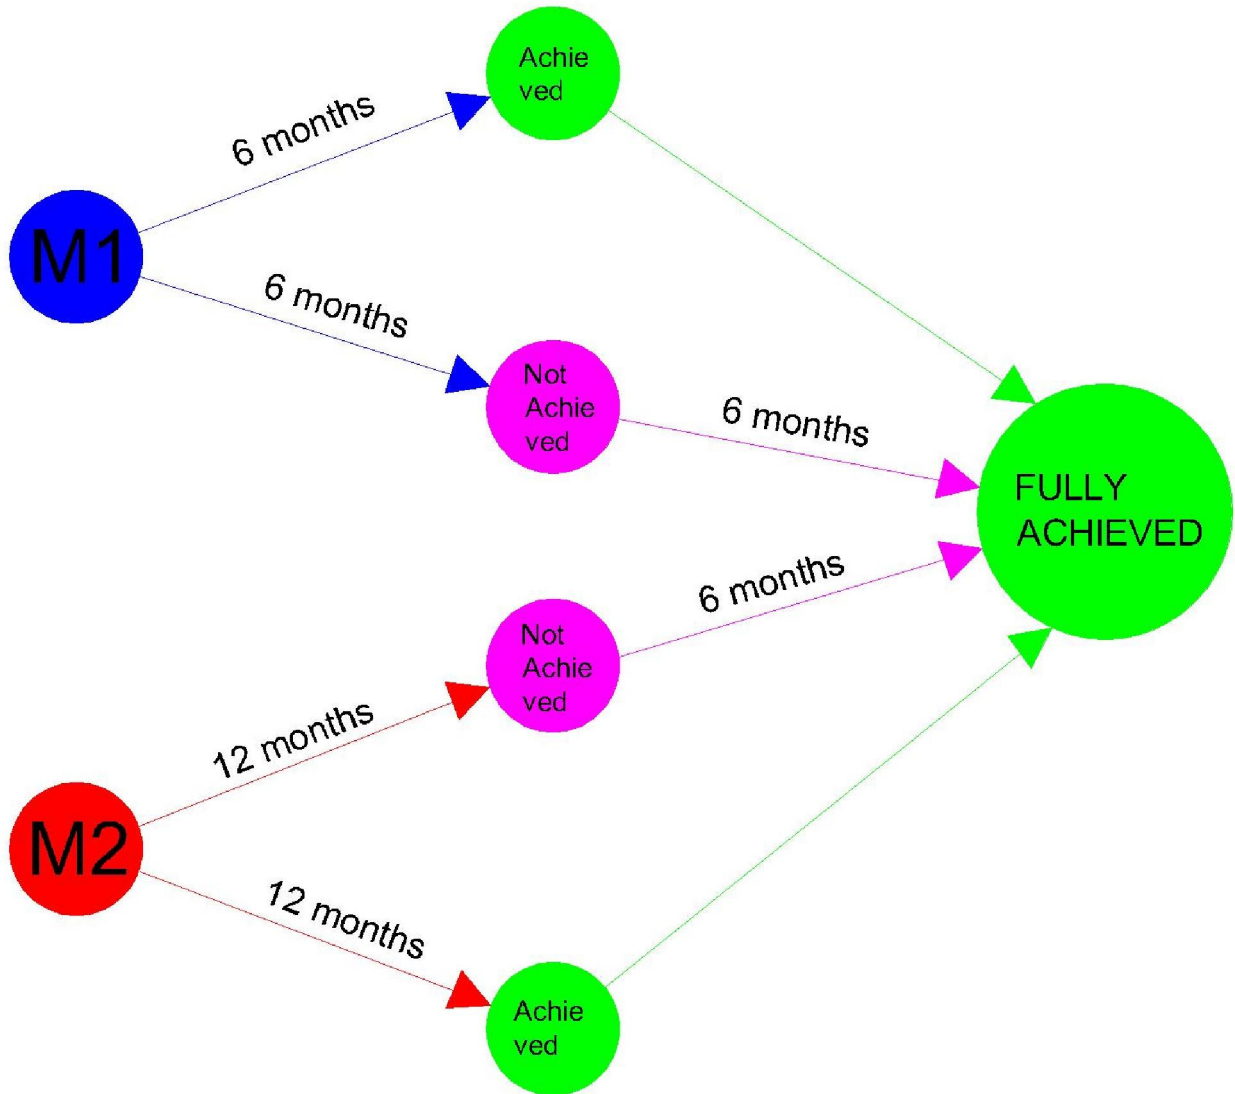 Achie
ved
6 months
M1
6 months
Not
Achie
ved
6 months
FULLY
ACHIEVED
6 months
Not
Achie
ved
12 months
M2
12 months
Achie
ved